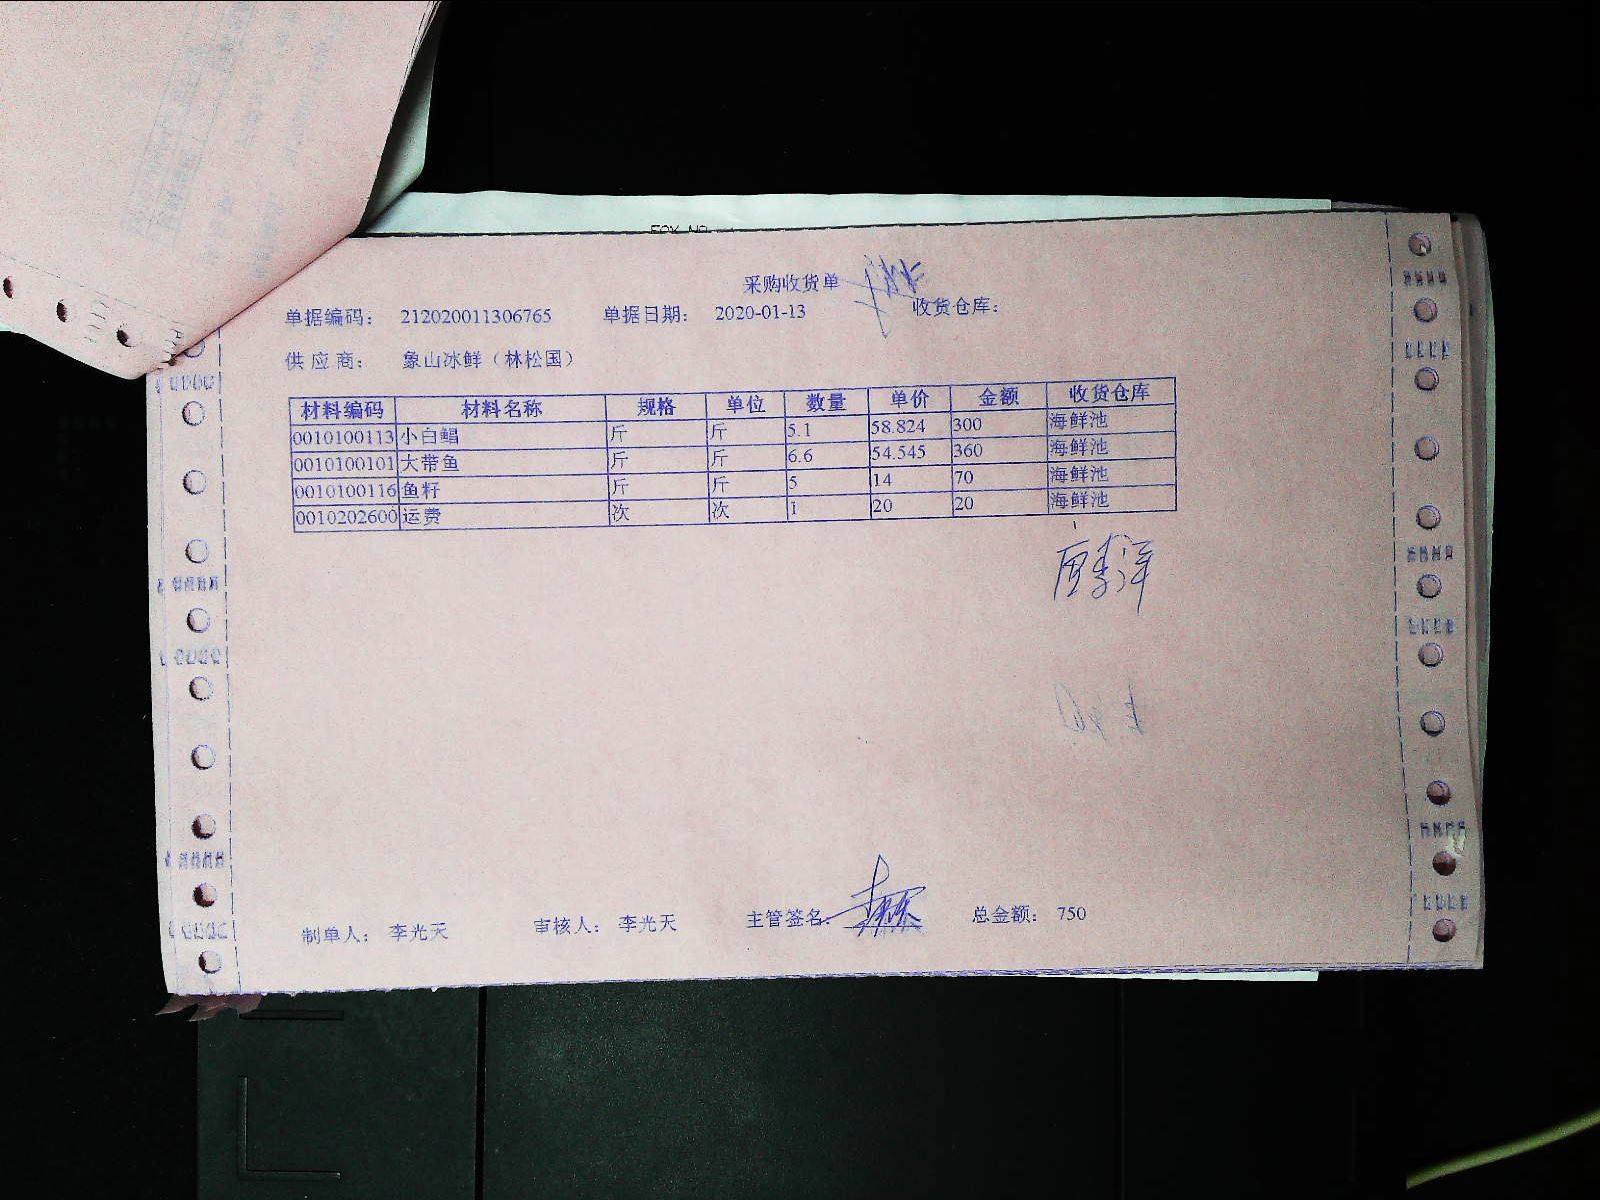 采购收货单
单据编码: 212020011306765 单据日期: 2020-01-13 收货仓库:
供应商: 象山冰鲜（林松国）
材料编码 材料名称 规格 单位 数量 单价 金额 收货仓库
0010100113 小白鲳 斤 斤 5.1 58.824 300 海鲜池
0010100101 大带鱼 斤 斤 6.6 54.545 360 海鲜池
0010100116 鱼籽 斤 斤 5 14 70 海鲜池
0010202600 运费 次 次 1 20 20 海鲜池
制单人: 李光天 审核人: 李光天 主管签名: 总金额: 750